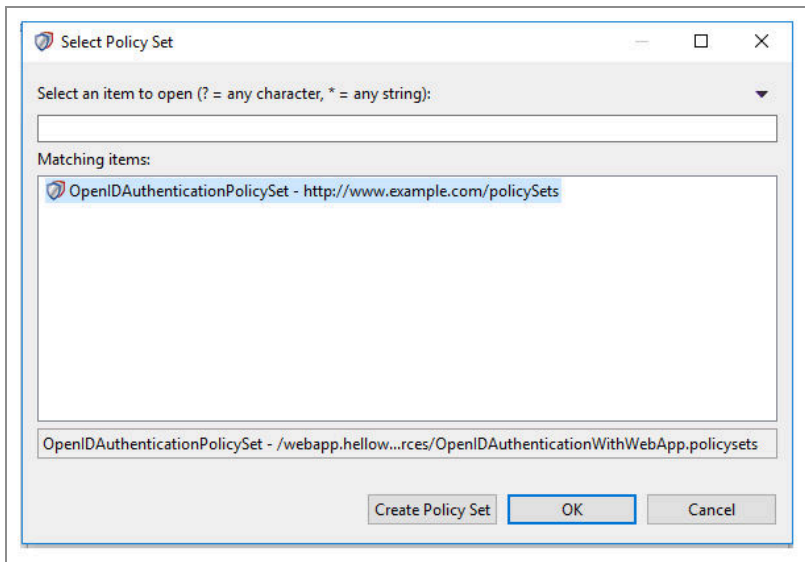 Select Policy Set
Select an item to open (? = any character, * = any string):
Matching items:
OpenIDAuthenticationPolicySet - http://www.example.com/policySets
OpenIDAuthenticationPolicySet - /webapp.hellow...rces/OpenIDAuthenticationWithWebApp.policysets
Create Policy Set OK Cancel